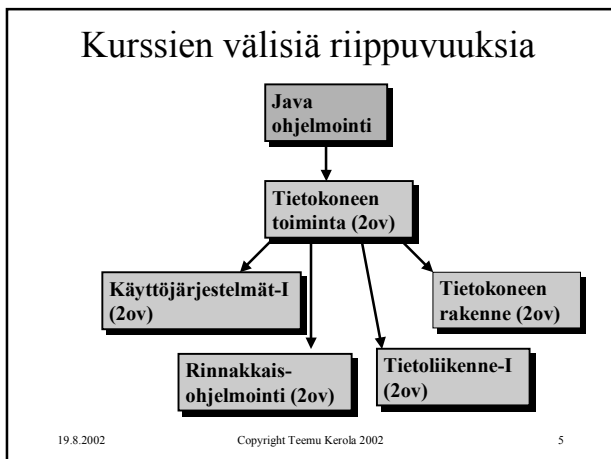 Kurssien välisiä riippuvuuksia
Java
ohjelmointi
Tietokoneen
toiminta (2ov)
Käyttöjärjestelmät-I
(2ov)
Tietokoneen
rakenne (2ov)
Rinnakkais-
ohjelmointi (2ov)
Tietoliikenne-I
(2ov)
19.8.2002
Copyright Teemu Kerola 2002
5